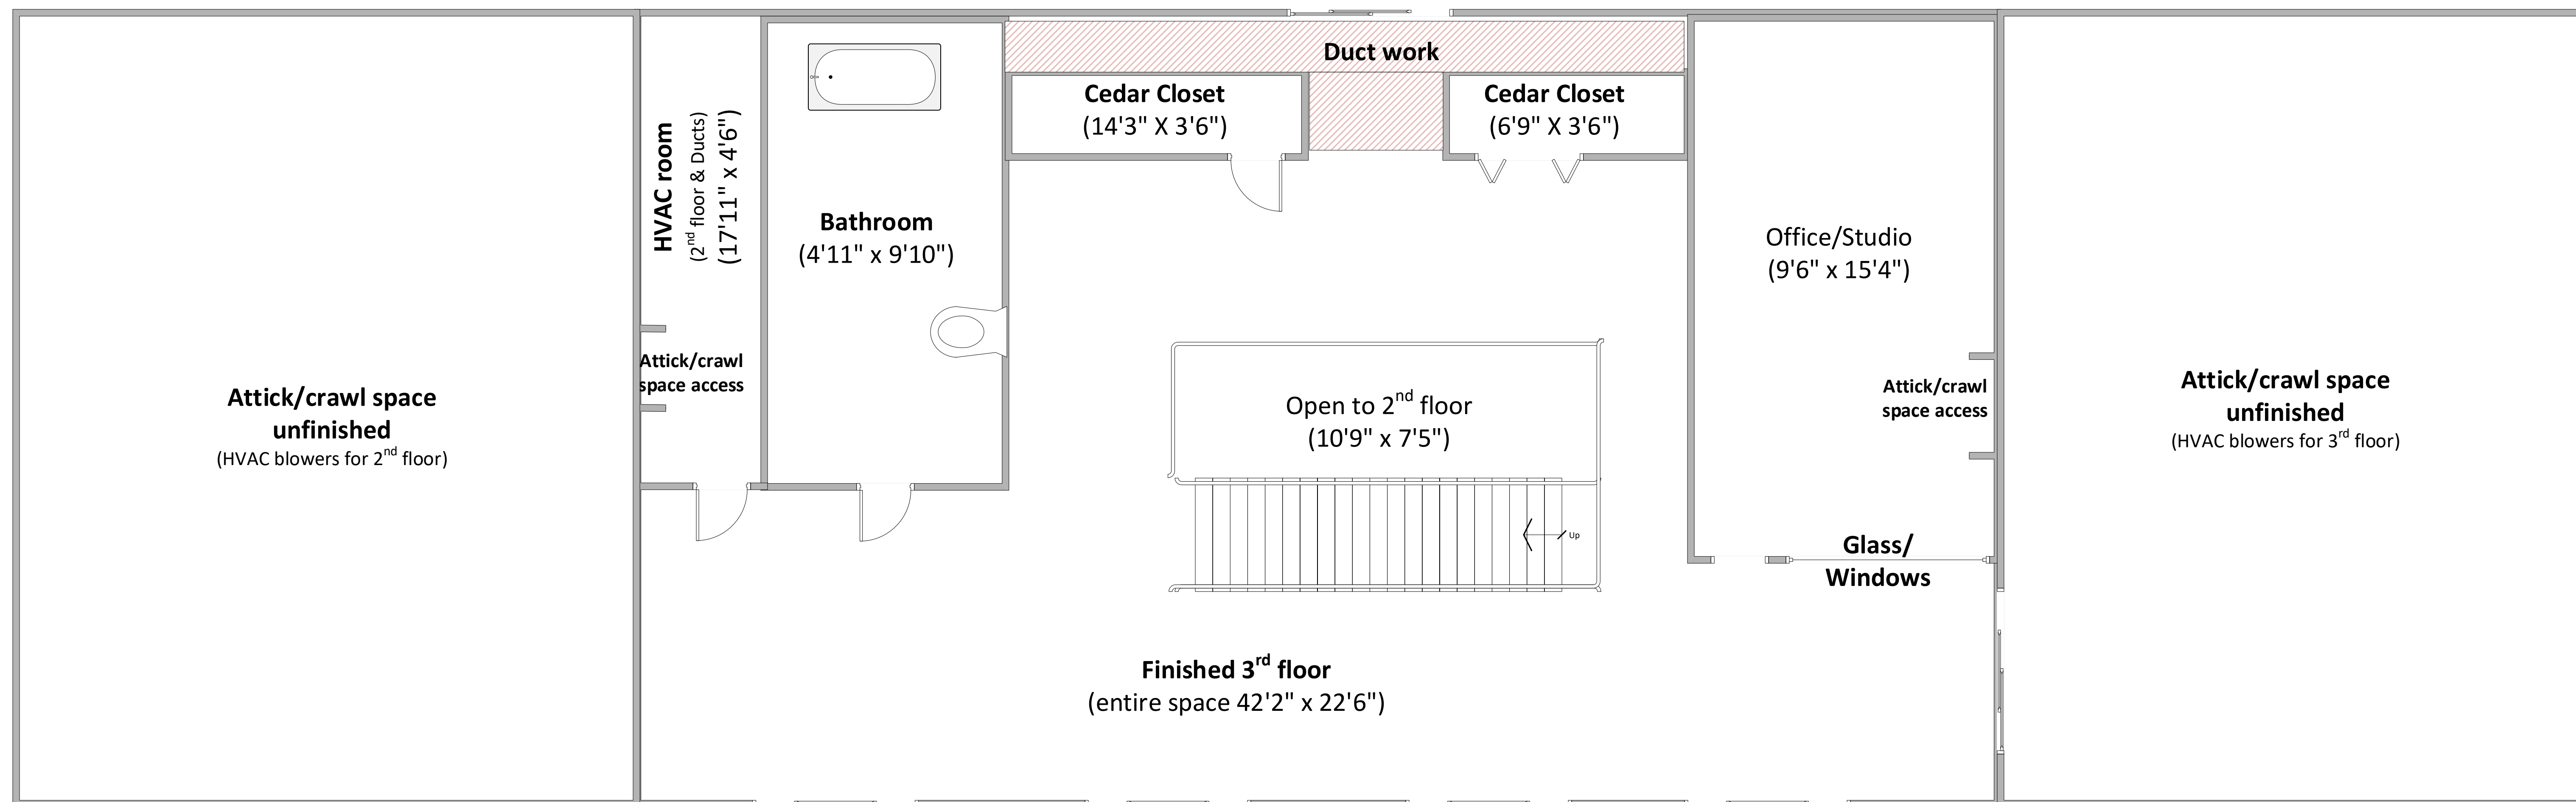 Duct work
Cedar Closet
(14'3" X 3'6")
Cedar Closet
(6'9" X 3'6")
HVAC room
(2nd floor & Ducts)
(17'11" x 4'6")
Bathroom
(4'11" x 9'10")
Office/Studio
(9'6" x 15'4")
Attick/crawl
space access
Attick/crawl space
unfinished
(HVAC blowers for 2nd floor)
Open to 2nd floor
(10'9" x 7'5")
Attick/crawl
space access
Attick/crawl space
unfinished
(HVAC blowers for 3rd floor)
Up
Glass/
Windows
Finished 3rd floor
(entire space 42'2" x 22'6")